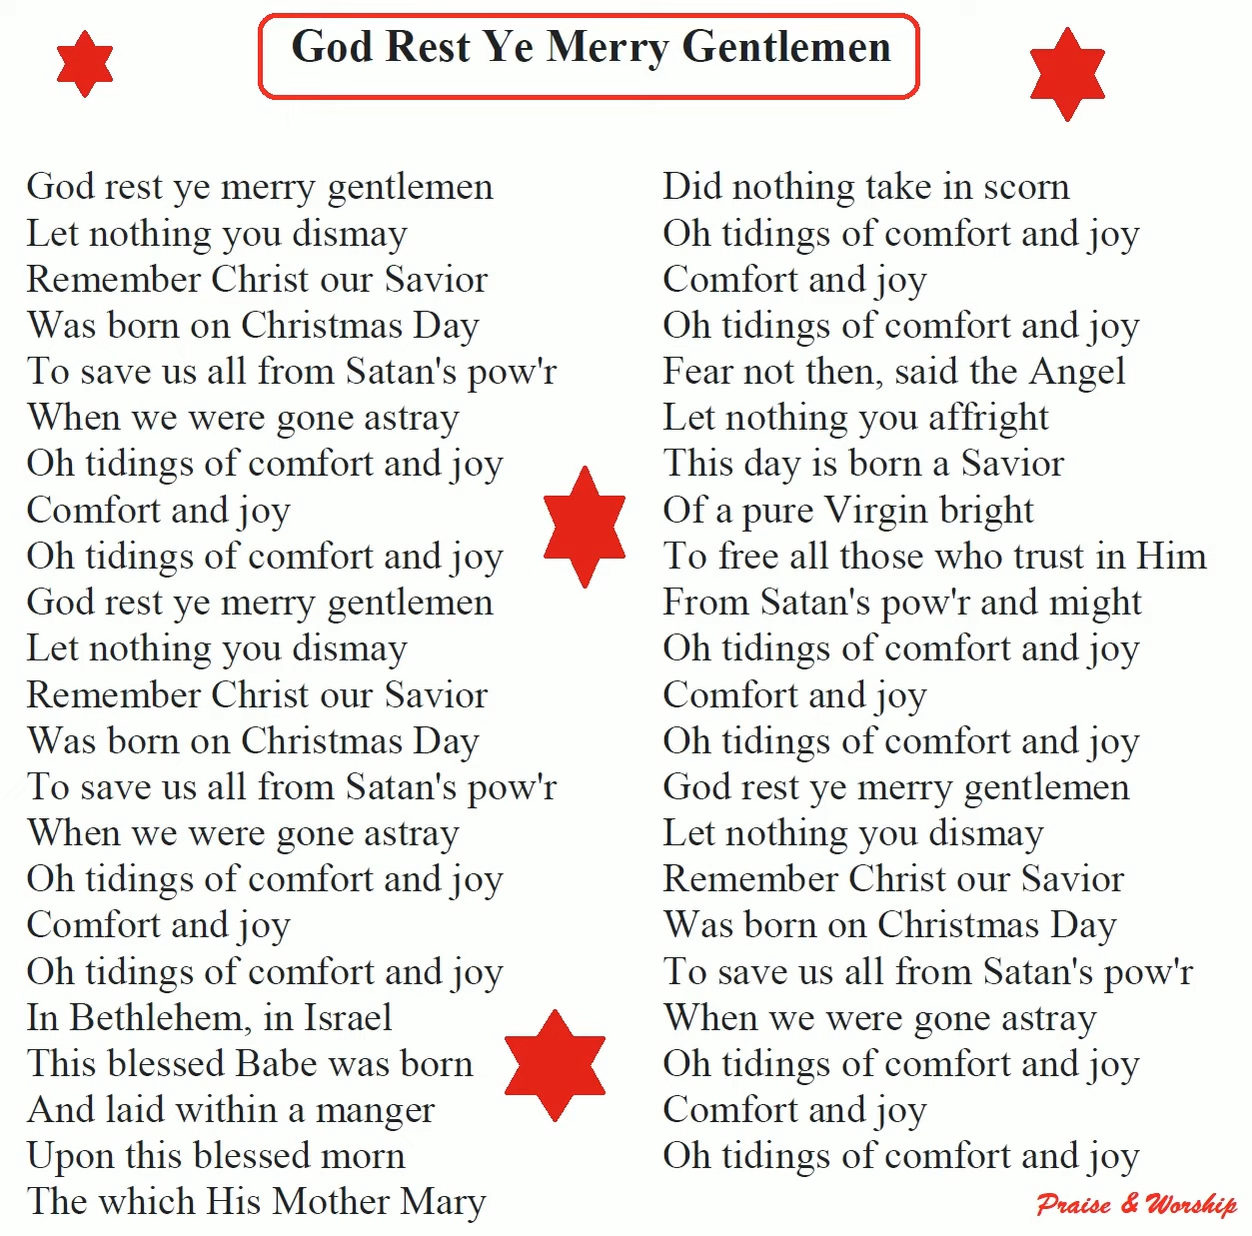 God Rest Ye Merry Gentlemen
God rest ye merry gentlemen
Let nothing you dismay
Remember Christ our Savior
Was born on Christmas Day
To save us all from Satan's pow'r
When we were gone astray
Oh tidings of comfort and joy
Comfort and joy
Oh tidings of comfort and joy
God rest ye merry gentlemen
Let nothing you dismay
Remember Christ our Savior
Was born on Christmas Day
To save us all from Satan's pow'r
When we were gone astray
Oh tidings of comfort and joy
Comfort and joy
Oh tidings of comfort and joy
In Bethlehem, in Israel
This blessed Babe was born
And laid within a manger
Upon this blessed morn
The which His Mother Mary
Did nothing take in scorn
Oh tidings of comfort and joy
Comfort and joy
Oh tidings of comfort and joy
Fear not then, said the Angel
Let nothing you affright
This day is born a Savior
Of a pure Virgin bright
To free all those who trust in Him
From Satan's pow'r and might
Oh tidings of comfort and joy
Comfort and joy
Oh tidings of comfort and joy
God rest ye merry gentlemen
Let nothing you dismay
Remember Christ our Savior
Was born on Christmas Day
To save us all from Satan's pow'r
When we were gone astray
Oh tidings of comfort and joy
Comfort and joy
Oh tidings of comfort and joy
Praise & Worship